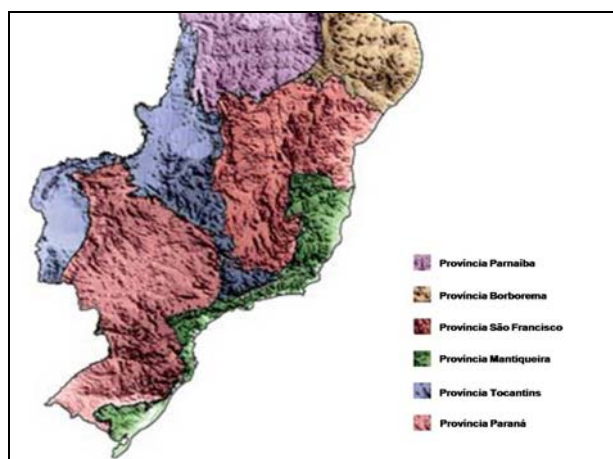 Província Parnaíba
Província Borborema
Província São Francisco
Província Mantiqueira
Província Tocantins
Província Paraná